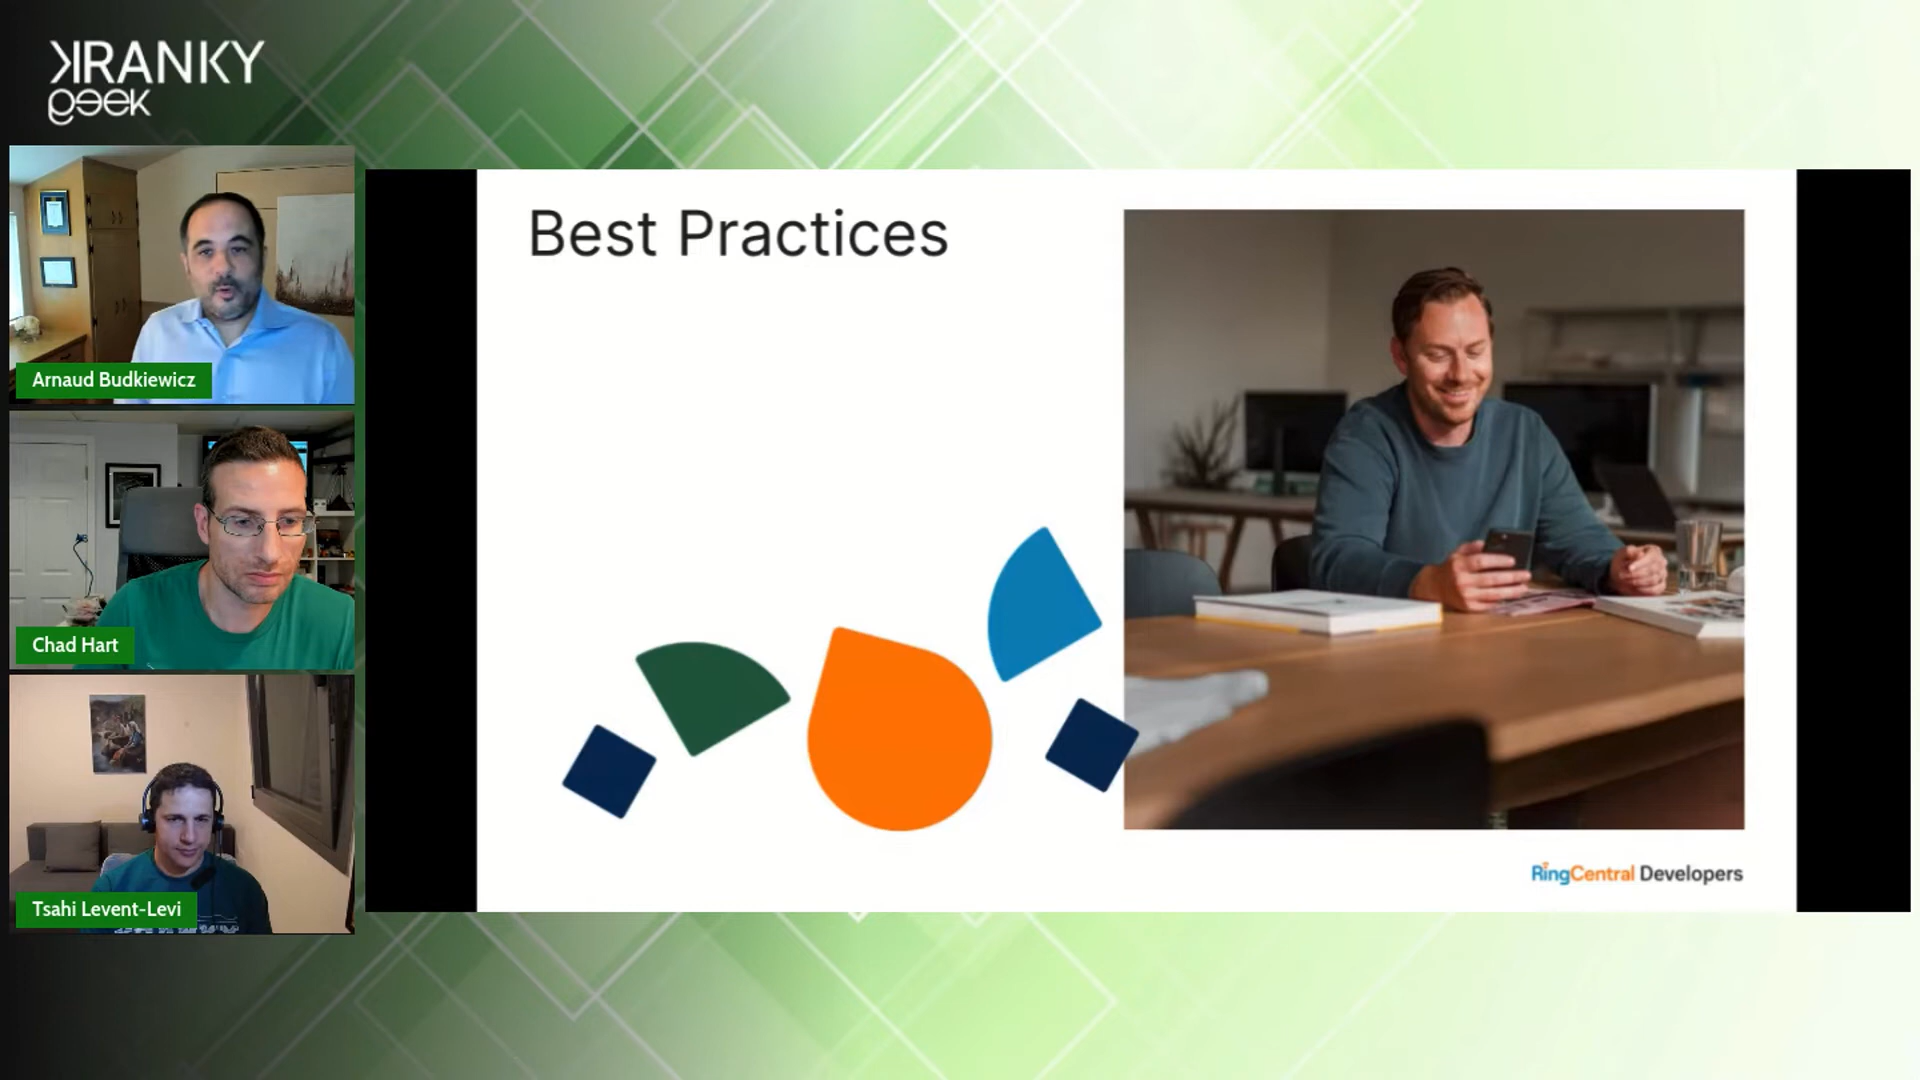 KRANKY
geek
Arnaud Budkiewicz
Chad Hart
Tsahi Levent-Levi
Best Practices
RingCentral Developers